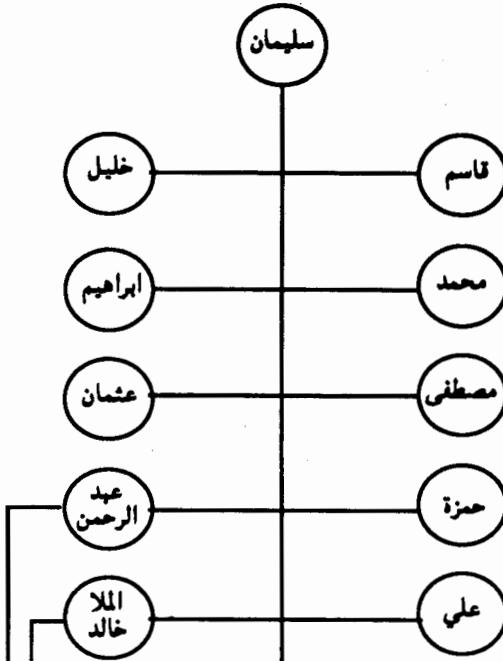 سليمان
قاسم
خليل
محمد
ابراهيم
مصطفى
عثمان
حمزة
عبد
الرحمن
علي
الملا
خالد